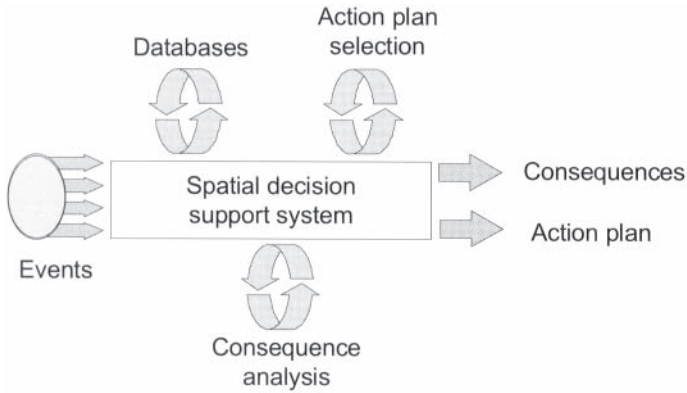 Action plan
selection
Databases
Spatial decision
support system
Consequences
Action plan
Events
Consequence
analysis